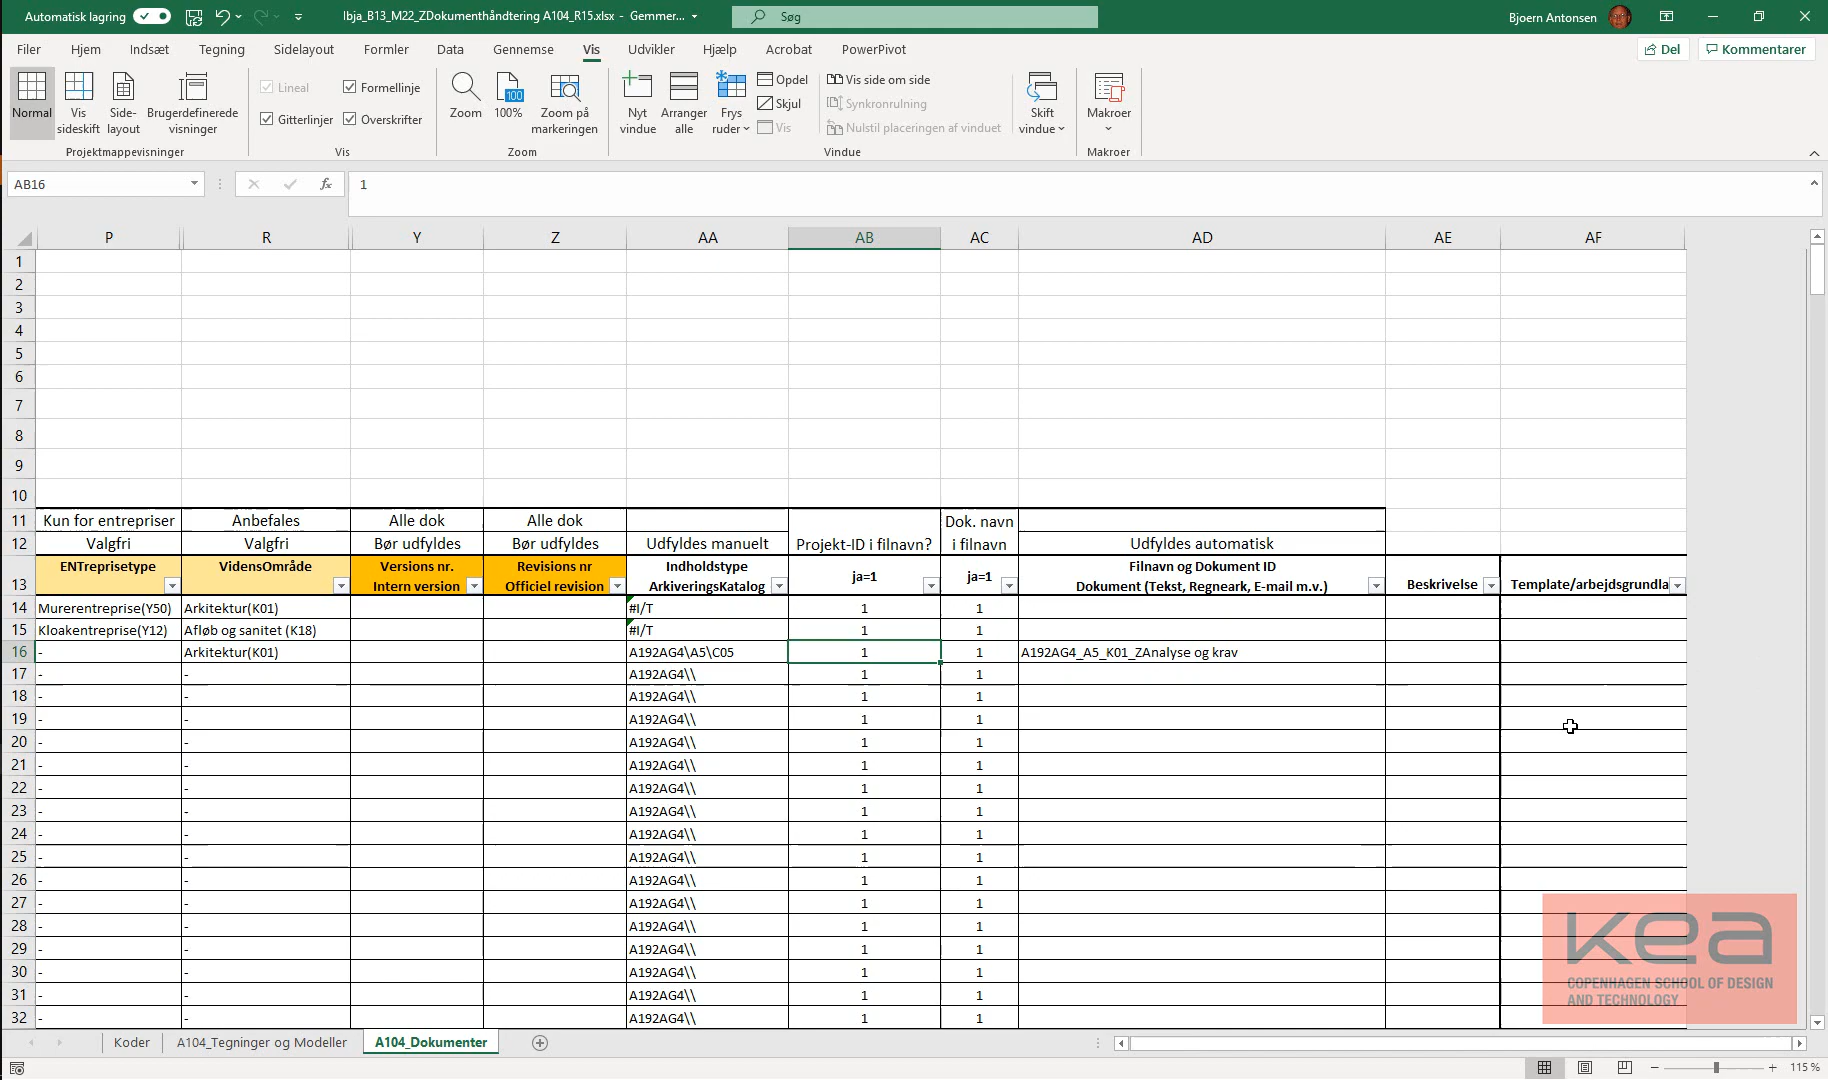 Automatisk lagring
Ibja_B13_M22_ZDokumenthåndtering A104_R15.xlsx - Gemmer...
Søg
Bjoern Antonsen
Filer Hjem Indsæt Tegning Sidelayout Formler Data Gennemse Vis Udvikler Hjælp Acrobat PowerPivot
Del Kommentarer
Normal
Vis sideskift
Side-layout
Brugerdefinerede visninger
Projektmappevisninger
Lineal Formellinje
Gitterlinjer Overskrifter
Vis
Zoom
100
100%
Zoom på markeringen
Zoom
Nyt vindue
Arranger alle
Frys ruder
Opdel
Skjul
Vis
Vis side om side
Synkronrulning
Nulstil placeringen af vinduet
Vindue
Skift vindue
Makroer
Makroer
AB16 fx 1
P R Y Z AA AB AC AD AE AF
1
2
3
4
5
6
7
8
9
10
11 Kun for entrepriser Anbefales Alle dok Alle dok Dok. navn
12 Valgfri Valgfri Bør udfyldes Bør udfyldes Udfyldes manuelt Projekt-ID i filnavn? i filnavn Udfyldes automatisk
ENTreprisetype VidensOmråde Versions nr. Revisions nr Indholdstype ja=1 ja=1 Filnavn og Dokument ID
13 Intern version Officiel revision ArkiveringsKatalog Dokument (Tekst, Regneark, E-mail m.v.) Beskrivelse Template/arbejdsgrundla
14 Murerentreprise(Y50) Arkitektur(K01) #I/T 1 1
15 Kloakentreprise(Y12) Afløb og sanitet (K18) #I/T 1 1
16 - Arkitektur(K01) A192AG4\A5\C05 1 1 A192AG4_A5_K01_ZAnalyse og krav
17 - - A192AG4\\ 1 1
18 - - A192AG4\\ 1 1
19 - - A192AG4\\ 1 1
20 - - A192AG4\\ 1 1
21 - - A192AG4\\ 1 1
22 - - A192AG4\\ 1 1
23 - - A192AG4\\ 1 1
24 - - A192AG4\\ 1 1
25 - - A192AG4\\ 1 1
26 - - A192AG4\\ 1 1
27 - - A192AG4\\ 1 1
28 - - A192AG4\\ 1 1
29 - - A192AG4\\ 1 1
30 - - A192AG4\\ 1 1
31 - - A192AG4\\ 1 1
32 - - A192AG4\\ 1 1
kea
COPENHAGEN SCHOOL OF DESIGN
AND TECHNOLOGY
Koder A104_Tegninger og Modeller A104_Dokumenter
115 %